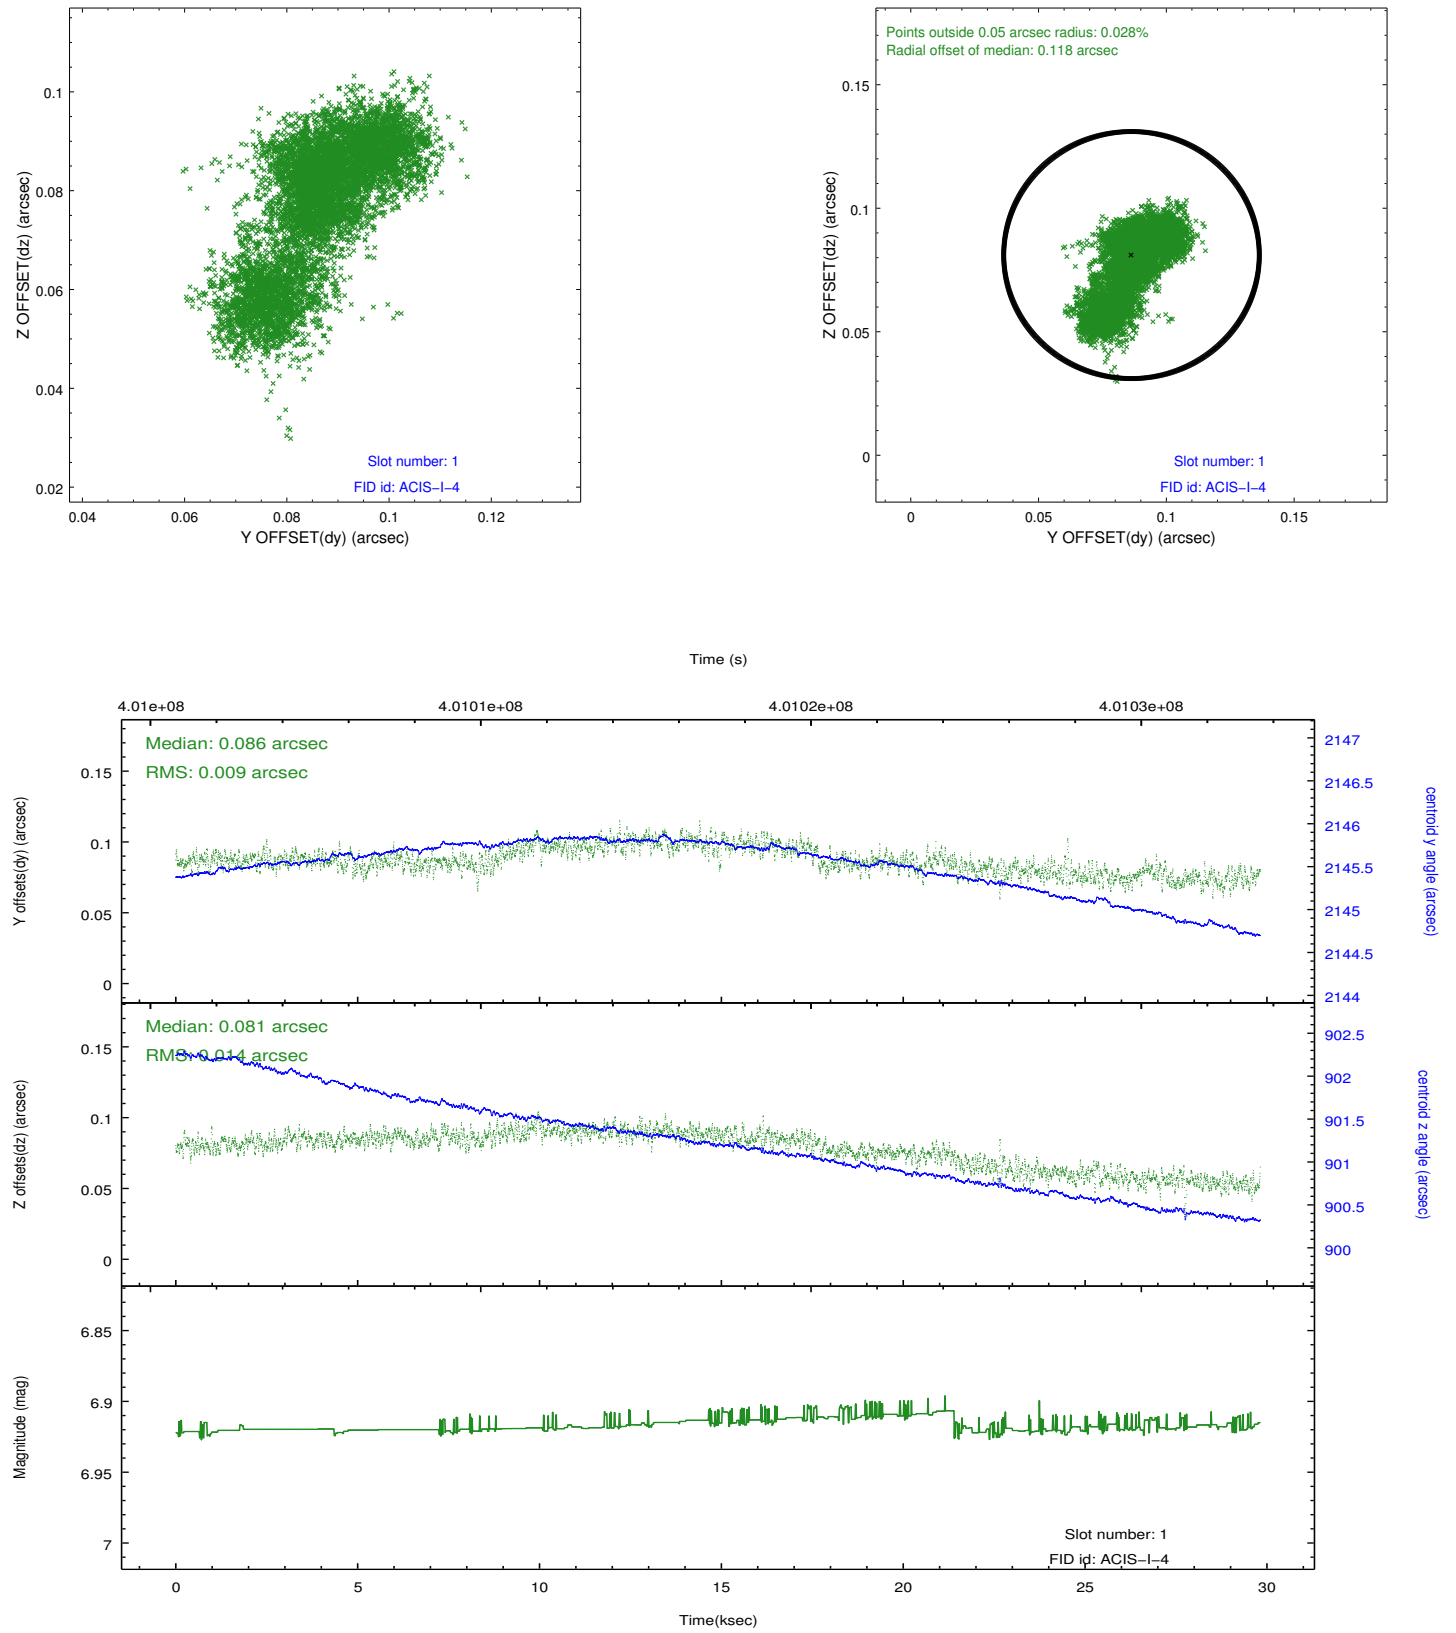 0.1
0.08
0.06
0.04
0.02
Z OFFSET(dz) (arcsec)
Slot number: 1
FID id: ACIS−I−4
0.04 0.06 0.08 0.1 0.12
Y OFFSET(dy) (arcsec)
Points outside 0.05 arcsec radius: 0.028%
Radial offset of median: 0.118 arcsec
0.15
0.1
0.05
0
Z OFFSET(dz) (arcsec)
Slot number: 1
FID id: ACIS−I−4
0 0.05 0.1 0.15
Y OFFSET(dy) (arcsec)
Time (s)
4.01e+08 4.0101e+08 4.0102e+08 4.0103e+08
Median: 0.086 arcsec
RMS: 0.009 arcsec
0.15
0.1
0.05
0
Y offsets(dy) (arcsec)
2147
2146.5
2146
2145.5
2145
2144.5
2144
centroid y angle (arcsec)
Median: 0.081 arcsec
RMS: 0.014 arcsec
0.15
0.1
0.05
0
Z offsets(dz) (arcsec)
902.5
902
901.5
901
900.5
900
centroid z angle (arcsec)
6.85
6.9
6.95
7
Magnitude (mag)
Slot number: 1
FID id: ACIS−I−4
0 5 10 15 20 25 30
Time(ksec)